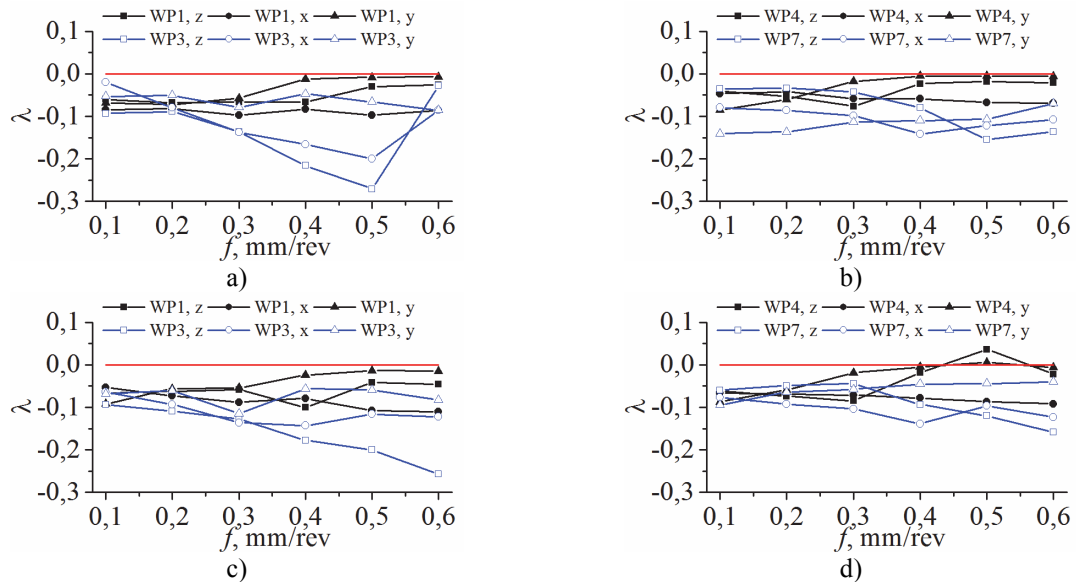 a)
WP1, z WP1, x WP1, y
WP3, z WP3, x WP3, y
0,1
0,0
-0,1
-0,2
-0,3
λ
0,1 0,2 0,3 0,4 0,5 0,6
f, mm/rev
a)
b)
WP4, z WP4, x WP4, y
WP7, z WP7, x WP7, y
0,1
0,0
-0,1
-0,2
-0,3
λ
0,1 0,2 0,3 0,4 0,5 0,6
f, mm/rev
b)
WP1, z WP1, x WP1, y
WP3, z WP3, x WP3, y
0,1
0,0
-0,1
-0,2
-0,3
λ
0,1 0,2 0,3 0,4 0,5 0,6
f, mm/rev
c)
WP4, z WP4, x WP4, y
WP7, z WP7, x WP7, y
0,1
0,0
-0,1
-0,2
-0,3
λ
0,1 0,2 0,3 0,4 0,5 0,6
f, mm/rev
d)